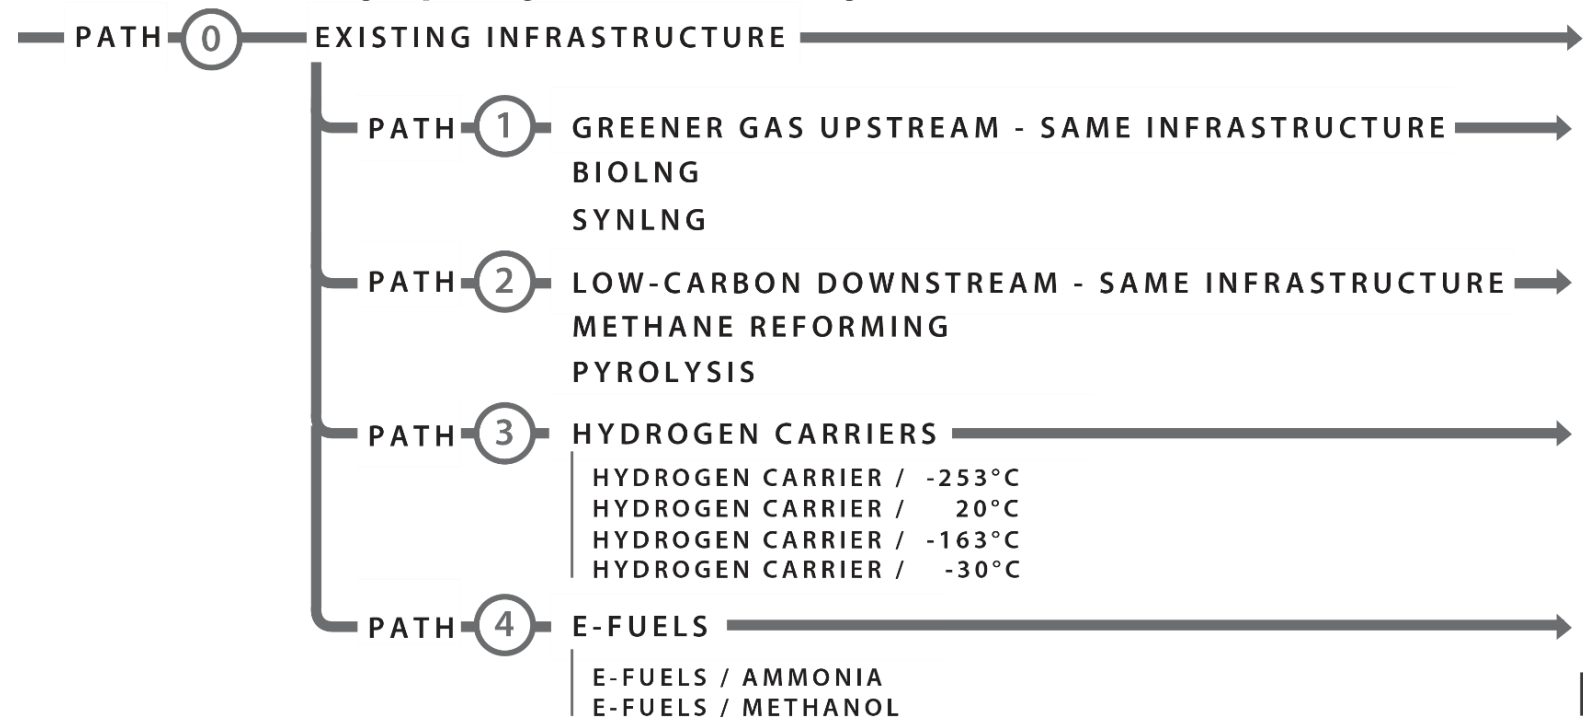 PATH 0 EXISTING INFRASTRUCTURE
PATH 1 GREENER GAS UPSTREAM - SAME INFRASTRUCTURE
BIOLNG
SYNLNG
PATH 2 LOW-CARBON DOWNSTREAM - SAME INFRASTRUCTURE
METHANE REFORMING
PYROLYSIS
PATH 3 HYDROGEN CARRIERS
HYDROGEN CARRIER / -253°C
HYDROGEN CARRIER / 20°C
HYDROGEN CARRIER / -163°C
HYDROGEN CARRIER / -30°C
PATH 4 E-FUELS
E-FUELS / AMMONIA
E-FUELS / METHANOL